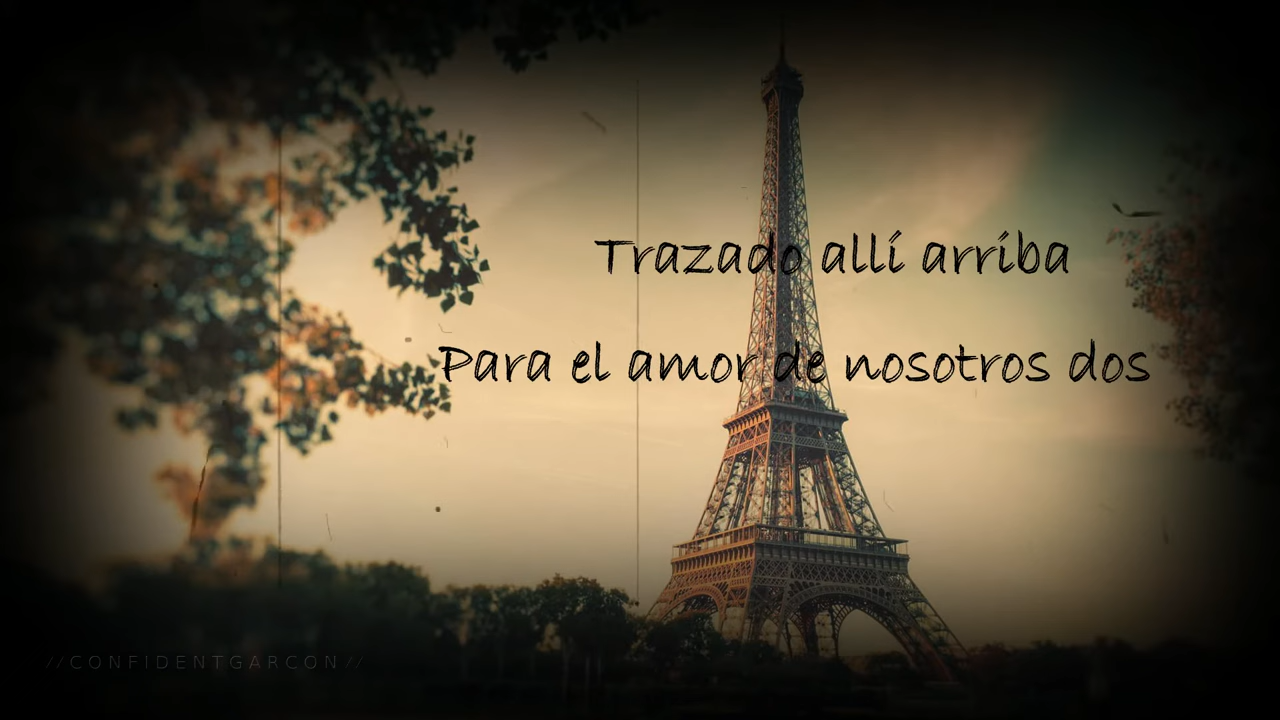 Trazado allí arriba
Para el amor de nosotros dos
//CONFIDENTGARCON//